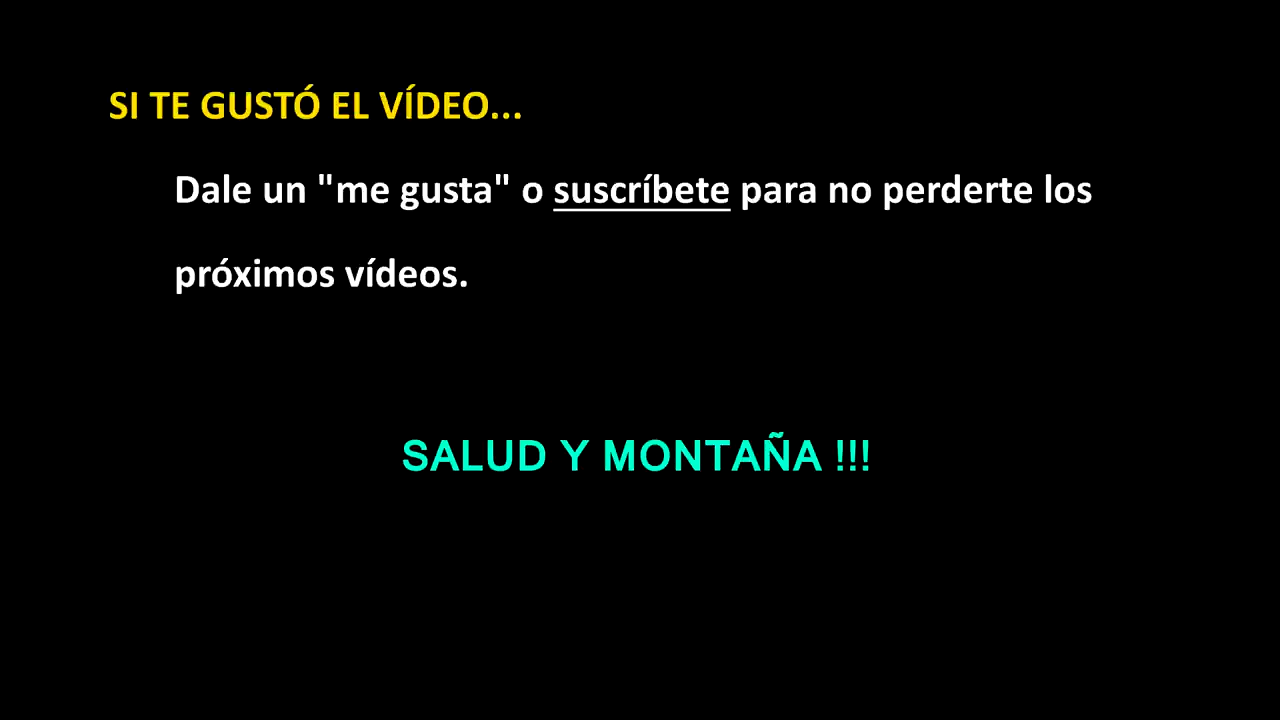 SI TE GUSTÓ EL VÍDEO...
Dale un "me gusta" o suscríbete para no perderte los
próximos vídeos.
SALUD Y MONTAÑA !!!